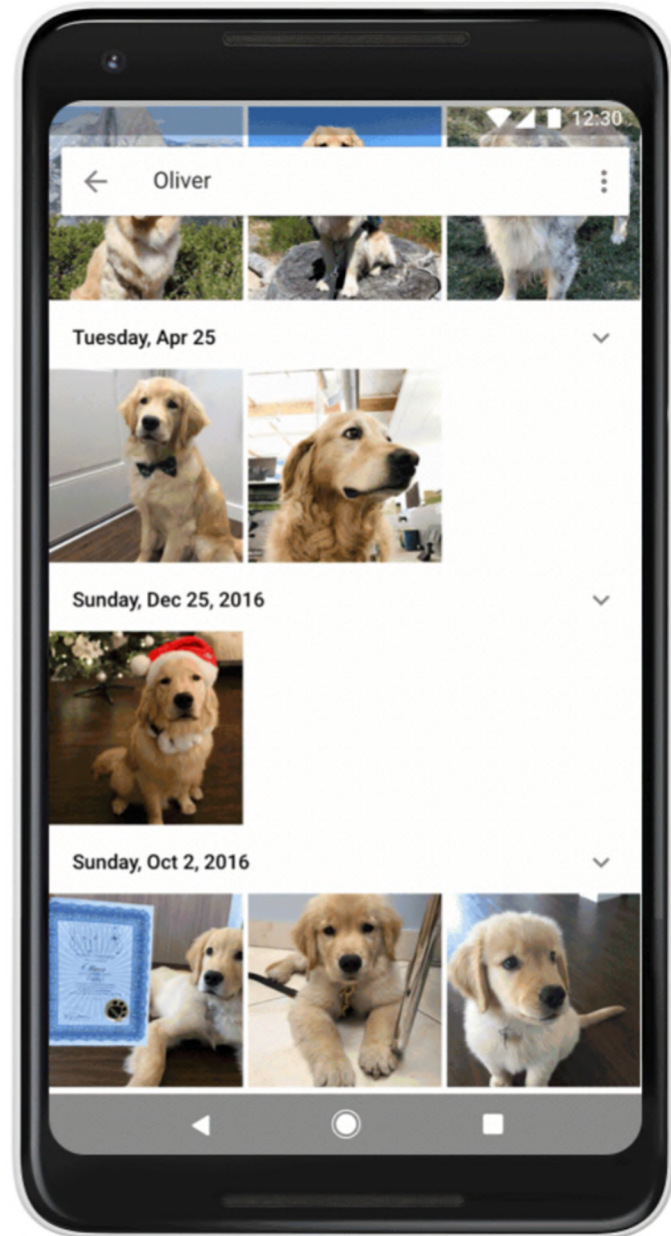 12:30
Oliver
Tuesday, Apr 25
Sunday, Dec 25, 2016
Sunday, Oct 2, 2016